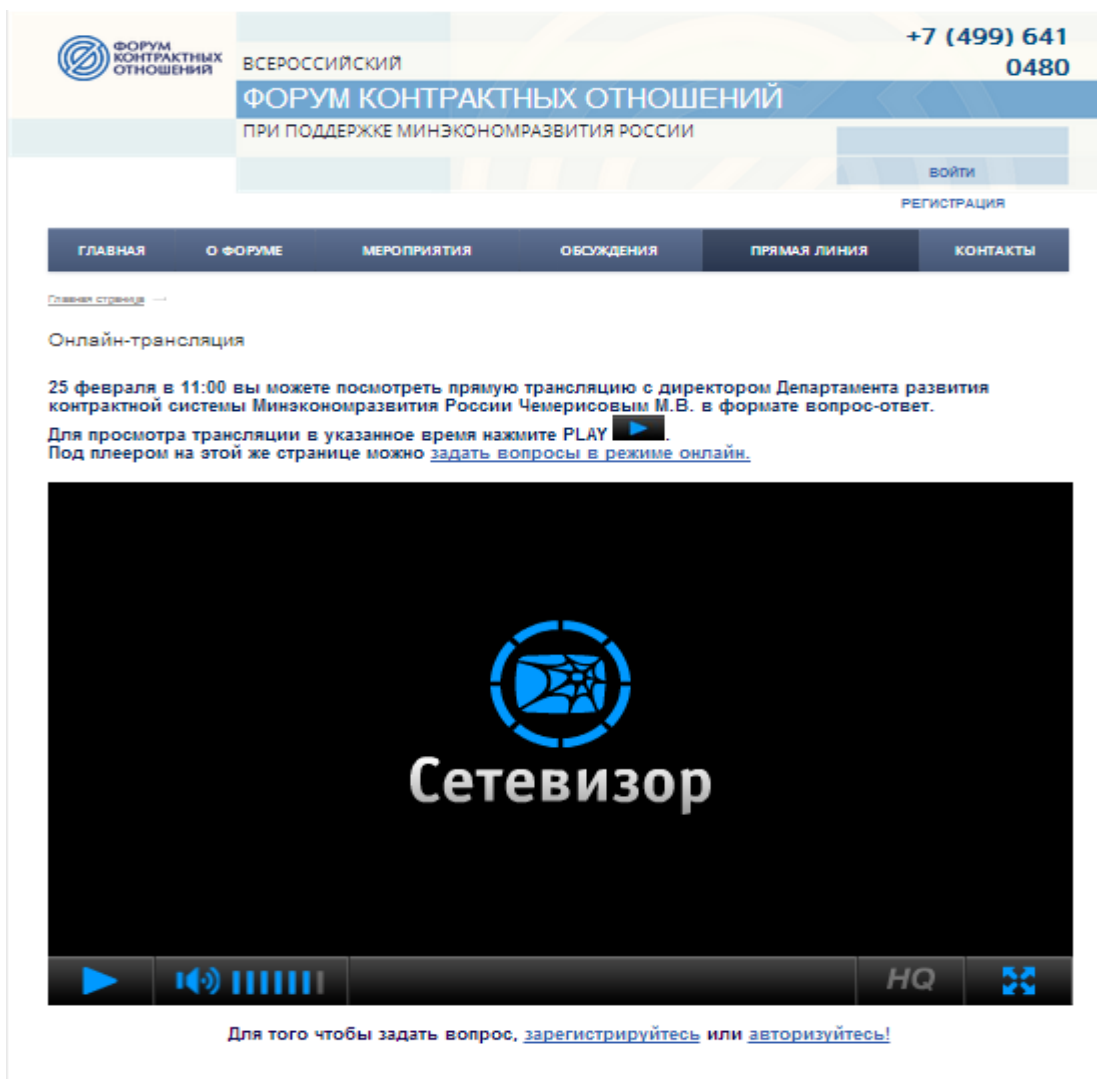 ФОРУМ
КОНТРАКТНЫХ
ОТНОШЕНИЙ
ВСЕРОССИЙСКИЙ
ФОРУМ КОНТРАКТНЫХ ОТНОШЕНИЙ
ПРИ ПОДДЕРЖКЕ МИНЭКОНОМРАЗВИТИЯ РОССИИ
+7 (499) 641
0480
ВОЙТИ
РЕГИСТРАЦИЯ
ГЛАВНАЯ О ФОРУМЕ МЕРОПРИЯТИЯ ОБСУЖДЕНИЯ ПРЯМАЯ ЛИНИЯ КОНТАКТЫ
Главная страница →
Онлайн-трансляция
25 февраля в 11:00 вы можете посмотреть прямую трансляцию с директором Департамента развития
контрактной системы Минэкономразвития России Чемерисовым М.В. в формате вопрос-ответ.
Для просмотра трансляции в указанное время нажмите PLAY .
Под плеером на этой же странице можно задать вопросы в режиме онлайн.
Сетевизор
HQ
Для того чтобы задать вопрос, зарегистрируйтесь или авторизуйтесь!